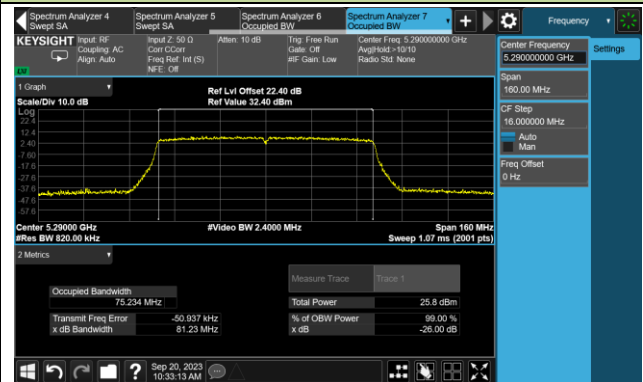 Spectrum Analyzer 4
Swept SA
Spectrum Analyzer 5
Swept SA
Spectrum Analyzer 6
Occupied BW
Spectrum Analyzer 7
Occupied BW
Frequency
KEYSIGHT
Input: RF
Coupling: AC
Align: Auto
Input Z: 50 Ω
Corr CCorr
Freq Ref: Int (S)
NFE: Off
Atten: 10 dB
Trig: Free Run
Gate: Off
#IF Gain: Low
Center Freq: 5.290000000 GHz
Avg|Hold:>10/10
Radio Std: None
Center Frequency
5.290000000 GHz
Settings
Span
160.00 MHz
CF Step
16.000000 MHz
Auto
Man
Freq Offset
0 Hz
1 Graph
Scale/Div 10.0 dB
Ref Lvl Offset 22.40 dB
Ref Value 32.40 dBm
Log
22.4
12.4
2.40
-7.60
-17.6
-27.6
-37.6
-47.6
-57.6
Center 5.29000 GHz
#Res BW 820.00 kHz
#Video BW 2.4000 MHz
Span 160 MHz
Sweep 1.07 ms (2001 pts)
2 Metrics
Measure Trace
Trace 1
Occupied Bandwidth
75.234 MHz
Total Power
25.8 dBm
Transmit Freq Error
-50.937 kHz
% of OBW Power
99.00 %
x dB Bandwidth
81.23 MHz
x dB
-26.00 dB
Sep 20, 2023
10:33:13 AM